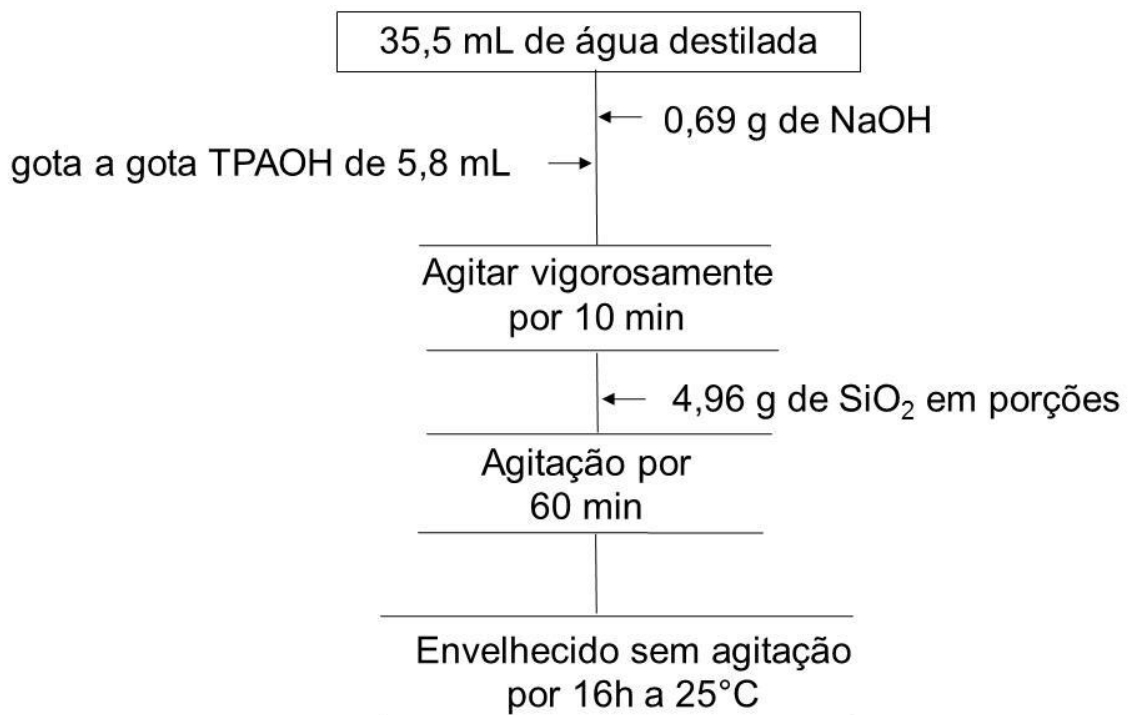 35,5 mL de água destilada
0,69 g de NaOH
gota a gota TPAOH de 5,8 mL
Agitar vigorosamente
por 10 min
4,96 g de SiO₂ em porções
Agitação por
60 min
Envelhecido sem agitação
por 16h a 25°C